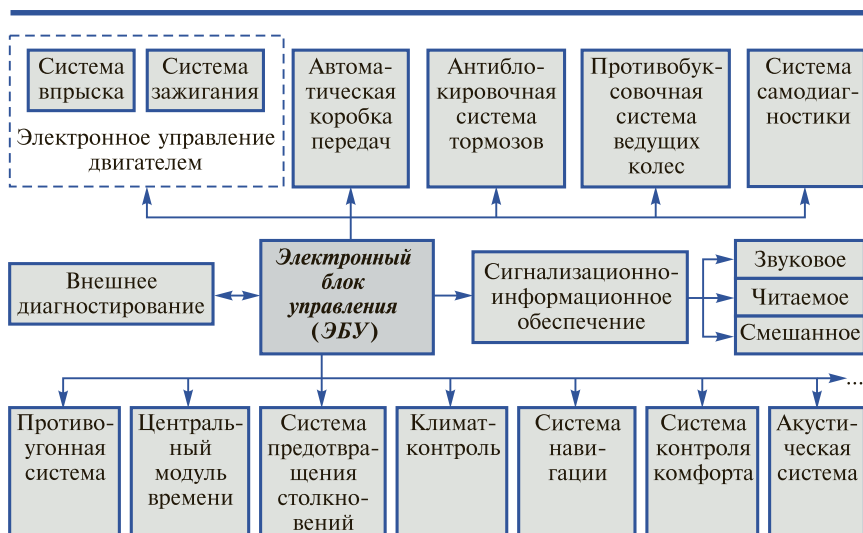 Система
впрыска
Система
зажигания
Электронное управление
двигателем
Автома-
тическая
коробка
передач
Антибло-
кировочная
система
тормозов
Противобук-
совочная
система
ведущих
колес
Система
самодиаг-
ностики
Внешнее
диагностирование
Электронный
блок
управления
(ЭБУ)
Сигнализационно-
информационное
обеспечение
Звуковое
Читаемое
Смешанное
...
Противо-
угонная
система
Централь-
ный
модуль
времени
Система
предотвра-
щения
столкно-
вений
Климат-
контроль
Система
нави-
гации
Система
контроля
комфорта
Акусти-
ческая
система